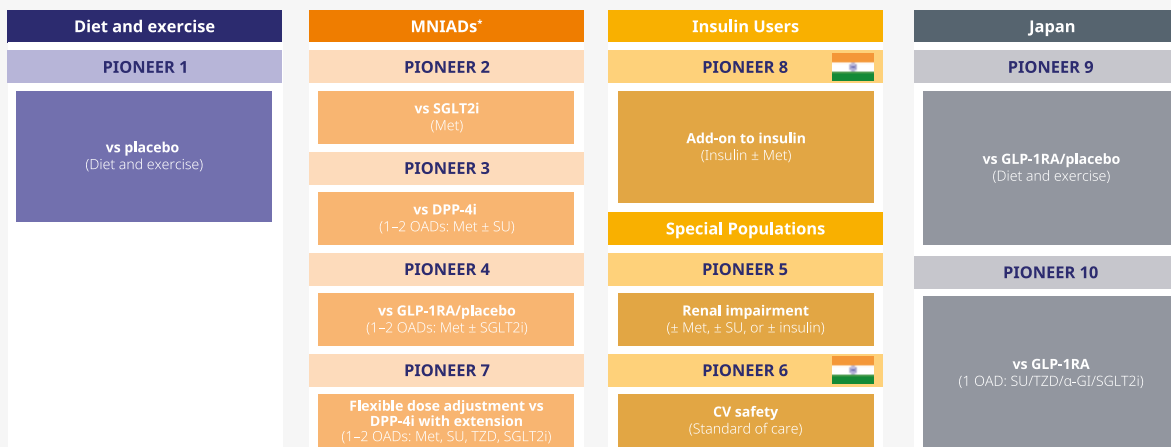 Diet and exercise
PIONEER 1
vs placebo
(Diet and exercise)
MNIADs*
PIONEER 2
vs SGLT2i
(Met)
PIONEER 3
vs DPP-4i
(1–2 OADs: Met ± SU)
PIONEER 4
vs GLP-1RA/placebo
(1–2 OADs: Met ± SGLT2i)
PIONEER 7
Flexible dose adjustment vs
DPP-4i with extension
(1–2 OADs: Met, SU, TZD, SGLT2i)
Insulin Users
PIONEER 8
Add-on to insulin
(Insulin ± Met)
Special Populations
PIONEER 5
Renal impairment
(± Met, ± SU, or ± insulin)
PIONEER 6
CV safety
(Standard of care)
Japan
PIONEER 9
vs GLP-1RA/placebo
(Diet and exercise)
PIONEER 10
vs GLP-1RA
(1 OAD: SU/TZD/α-GI/SGLT2i)